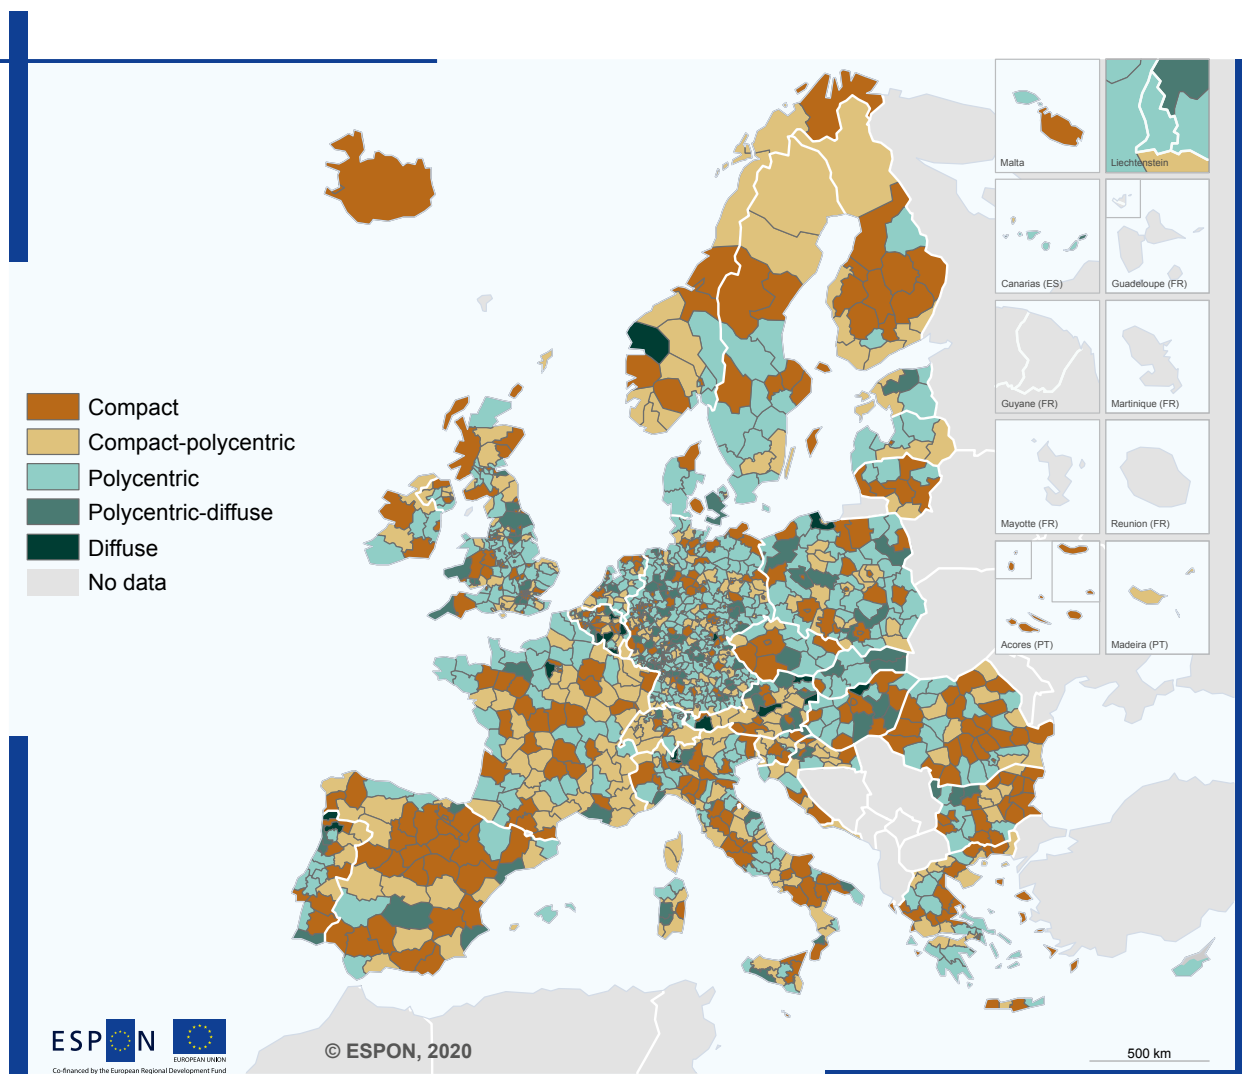 Malta
Liechtenstein
Canarias (ES)
Guadeloupe (FR)
Guyane (FR)
Martinique (FR)
Mayotte (FR)
Reunion (FR)
Acores (PT)
Madeira (PT)
Compact
Compact-polycentric
Polycentric
Polycentric-diffuse
Diffuse
No data
ESPON
EUROPEAN UNION
Co-financed by the European Regional Development Fund
© ESPON, 2020
500 km